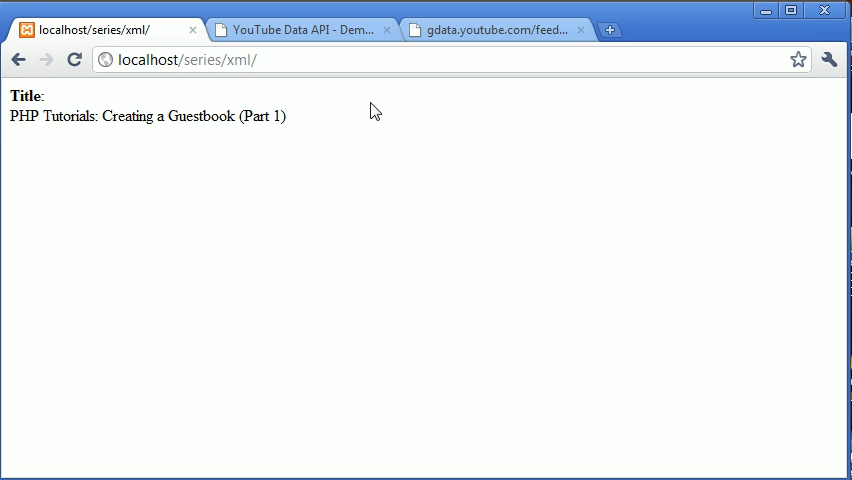 localhost/series/xml/
YouTube Data API - Dem...
gdata.youtube.com/feed...
localhost/series/xml/
Title:
PHP Tutorials: Creating a Guestbook (Part 1)